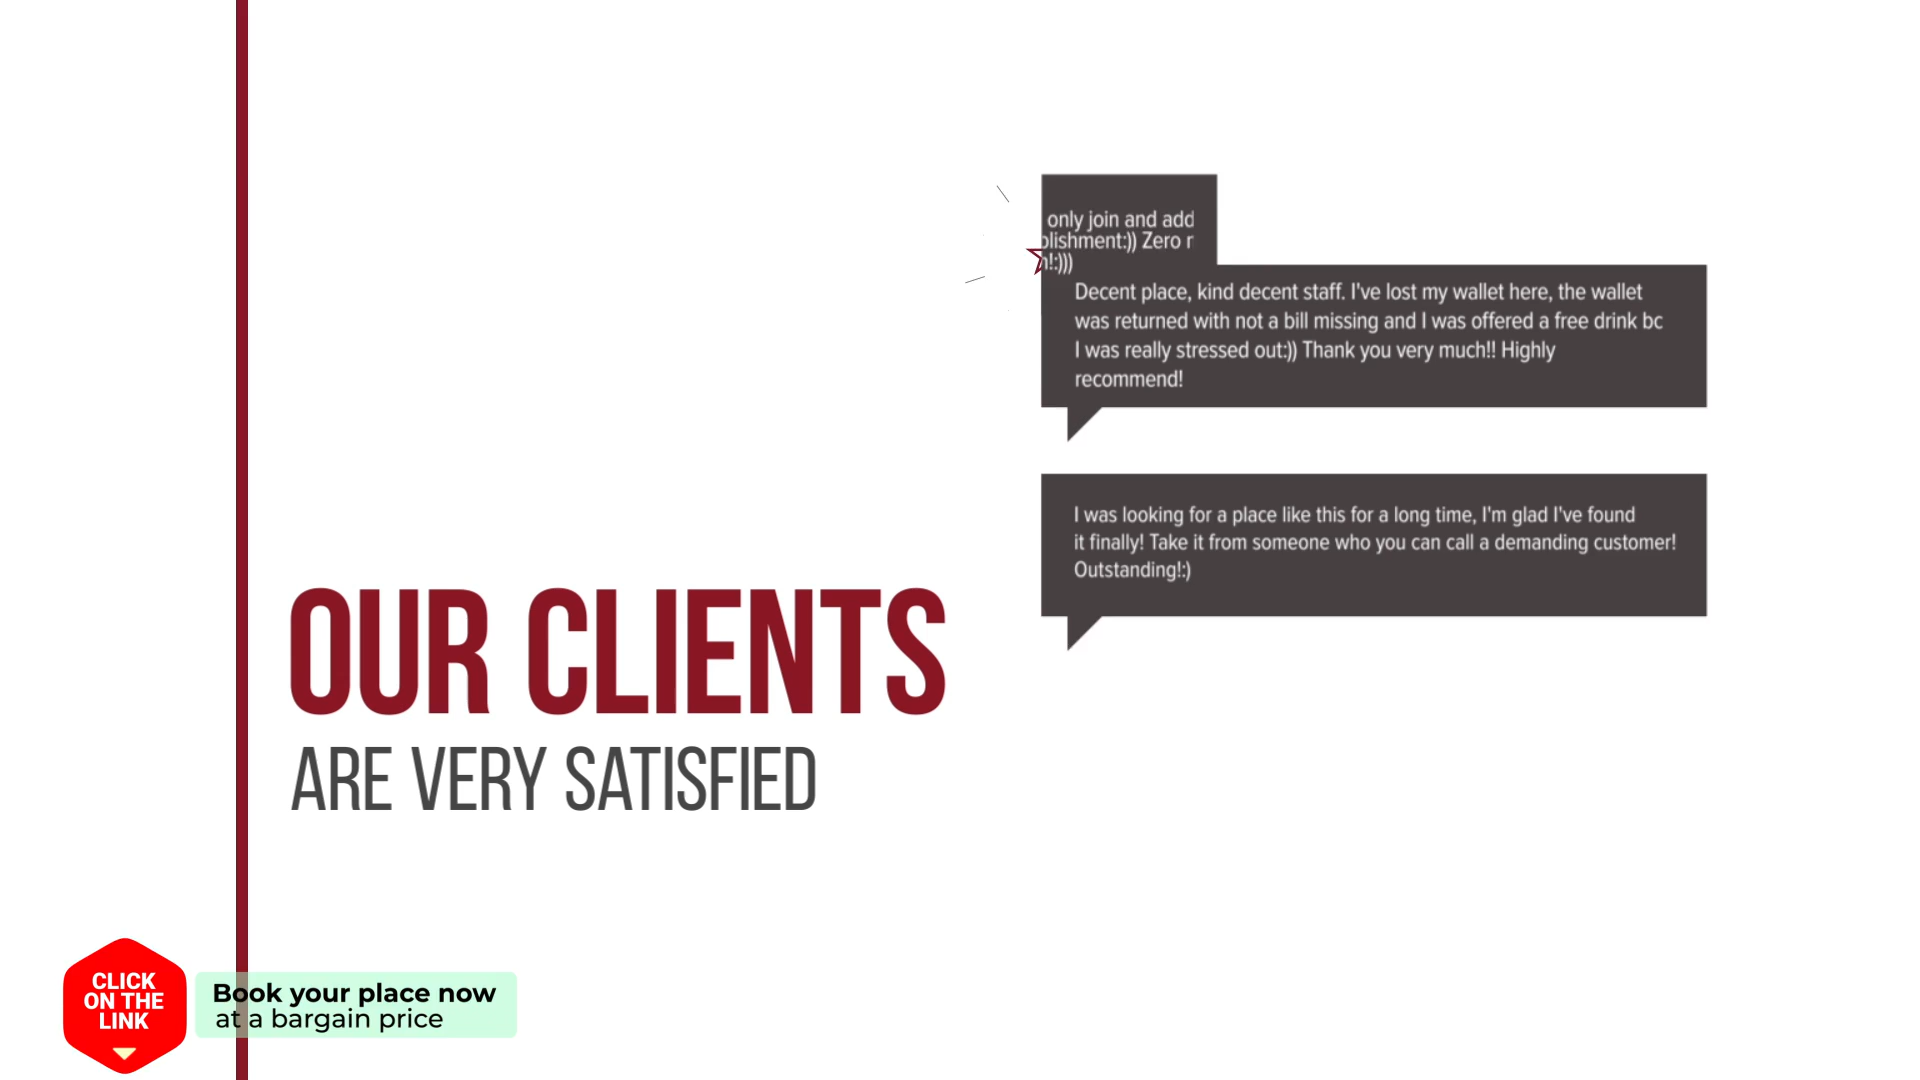 only join and add
Zero
Decent place, kind decent staff. I've lost my wallet here, the wallet
was returned with not a bill missing and I was offered a free drink bc
I was really stressed out:)) Thank you very much!! Highly
recommend!
I was looking for a place like this for a long time, I'm glad I've found
it finally! Take it from someone who you can call a demanding customer!
Outstanding!:)
OUR CLIENTS
ARE VERY SATISFIED
CLICK
ON THE
LINK
Book your place now
at a bargain price